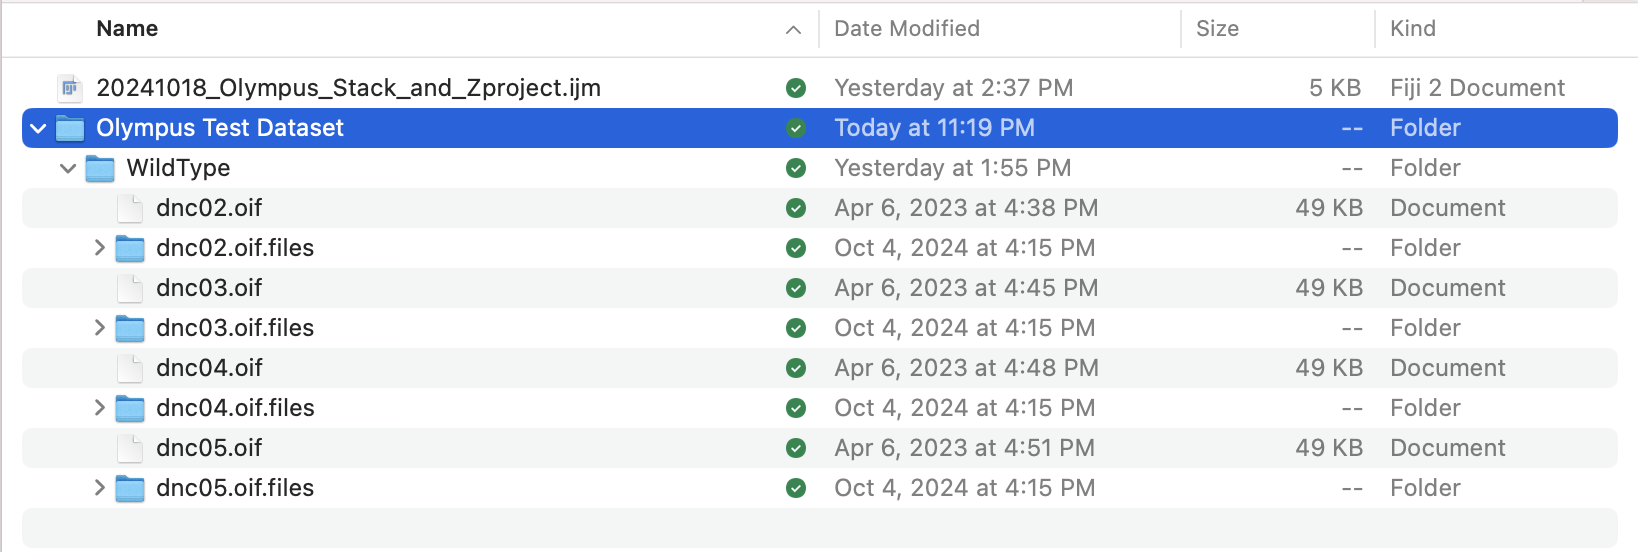 Name Date Modified Size Kind
20241018_Olympus_Stack_and_Zproject.ijm Yesterday at 2:37 PM 5 KB Fiji 2 Document
Olympus Test Dataset Today at 11:19 PM -- Folder
WildType Yesterday at 1:55 PM -- Folder
dnc02.oif Apr 6, 2023 at 4:38 PM 49 KB Document
dnc02.oif.files Oct 4, 2024 at 4:15 PM -- Folder
dnc03.oif Apr 6, 2023 at 4:45 PM 49 KB Document
dnc03.oif.files Oct 4, 2024 at 4:15 PM -- Folder
dnc04.oif Apr 6, 2023 at 4:48 PM 49 KB Document
dnc04.oif.files Oct 4, 2024 at 4:15 PM -- Folder
dnc05.oif Apr 6, 2023 at 4:51 PM 49 KB Document
dnc05.oif.files Oct 4, 2024 at 4:15 PM -- Folder